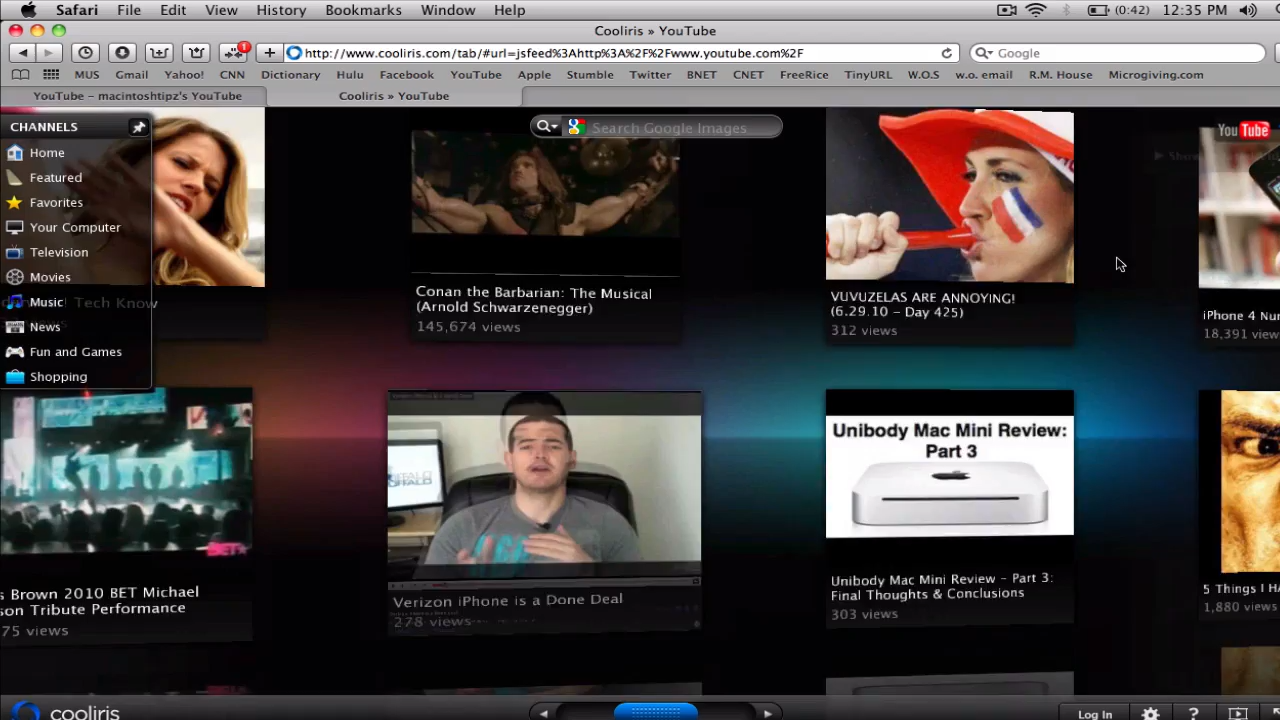 Safari File Edit View History Bookmarks Window Help (0:42) 12:35 PM
Cooliris » YouTube
1 http://www.cooliris.com/tab/#url=jsfeed%3Ahttp%3A%2F%2Fwww.youtube.com%2F Google
MUS Gmail Yahoo! CNN Dictionary Hulu Facebook YouTube Apple Stumble Twitter BNET CNET FreeRice TinyURL W.O.S w.o. email R.M. House Microgiving.com
YouTube – macintoshtipz's YouTube Cooliris » YouTube
CHANNELS
Home
Featured
Favorites
Your Computer
Television
Movies
Music
News
Fun and Games
Shopping
Search Google Images
YouTube
Tech Know
Conan the Barbarian: The Musical
(Arnold Schwarzenegger)
145,674 views
VUVUZELAS ARE ANNOYING!
(6.29.10 – Day 425)
312 views
iPhone 4
18,391 views
BET
s Brown 2010 BET Michael
son Tribute Performance
75 views
Verizon iPhone is a Done Deal
278 views
Unibody Mac Mini Review:
Part 3
Unibody Mac Mini Review – Part 3:
Final Thoughts & Conclusions
303 views
5 Things I
1,880 views
cooliris
Log In ?